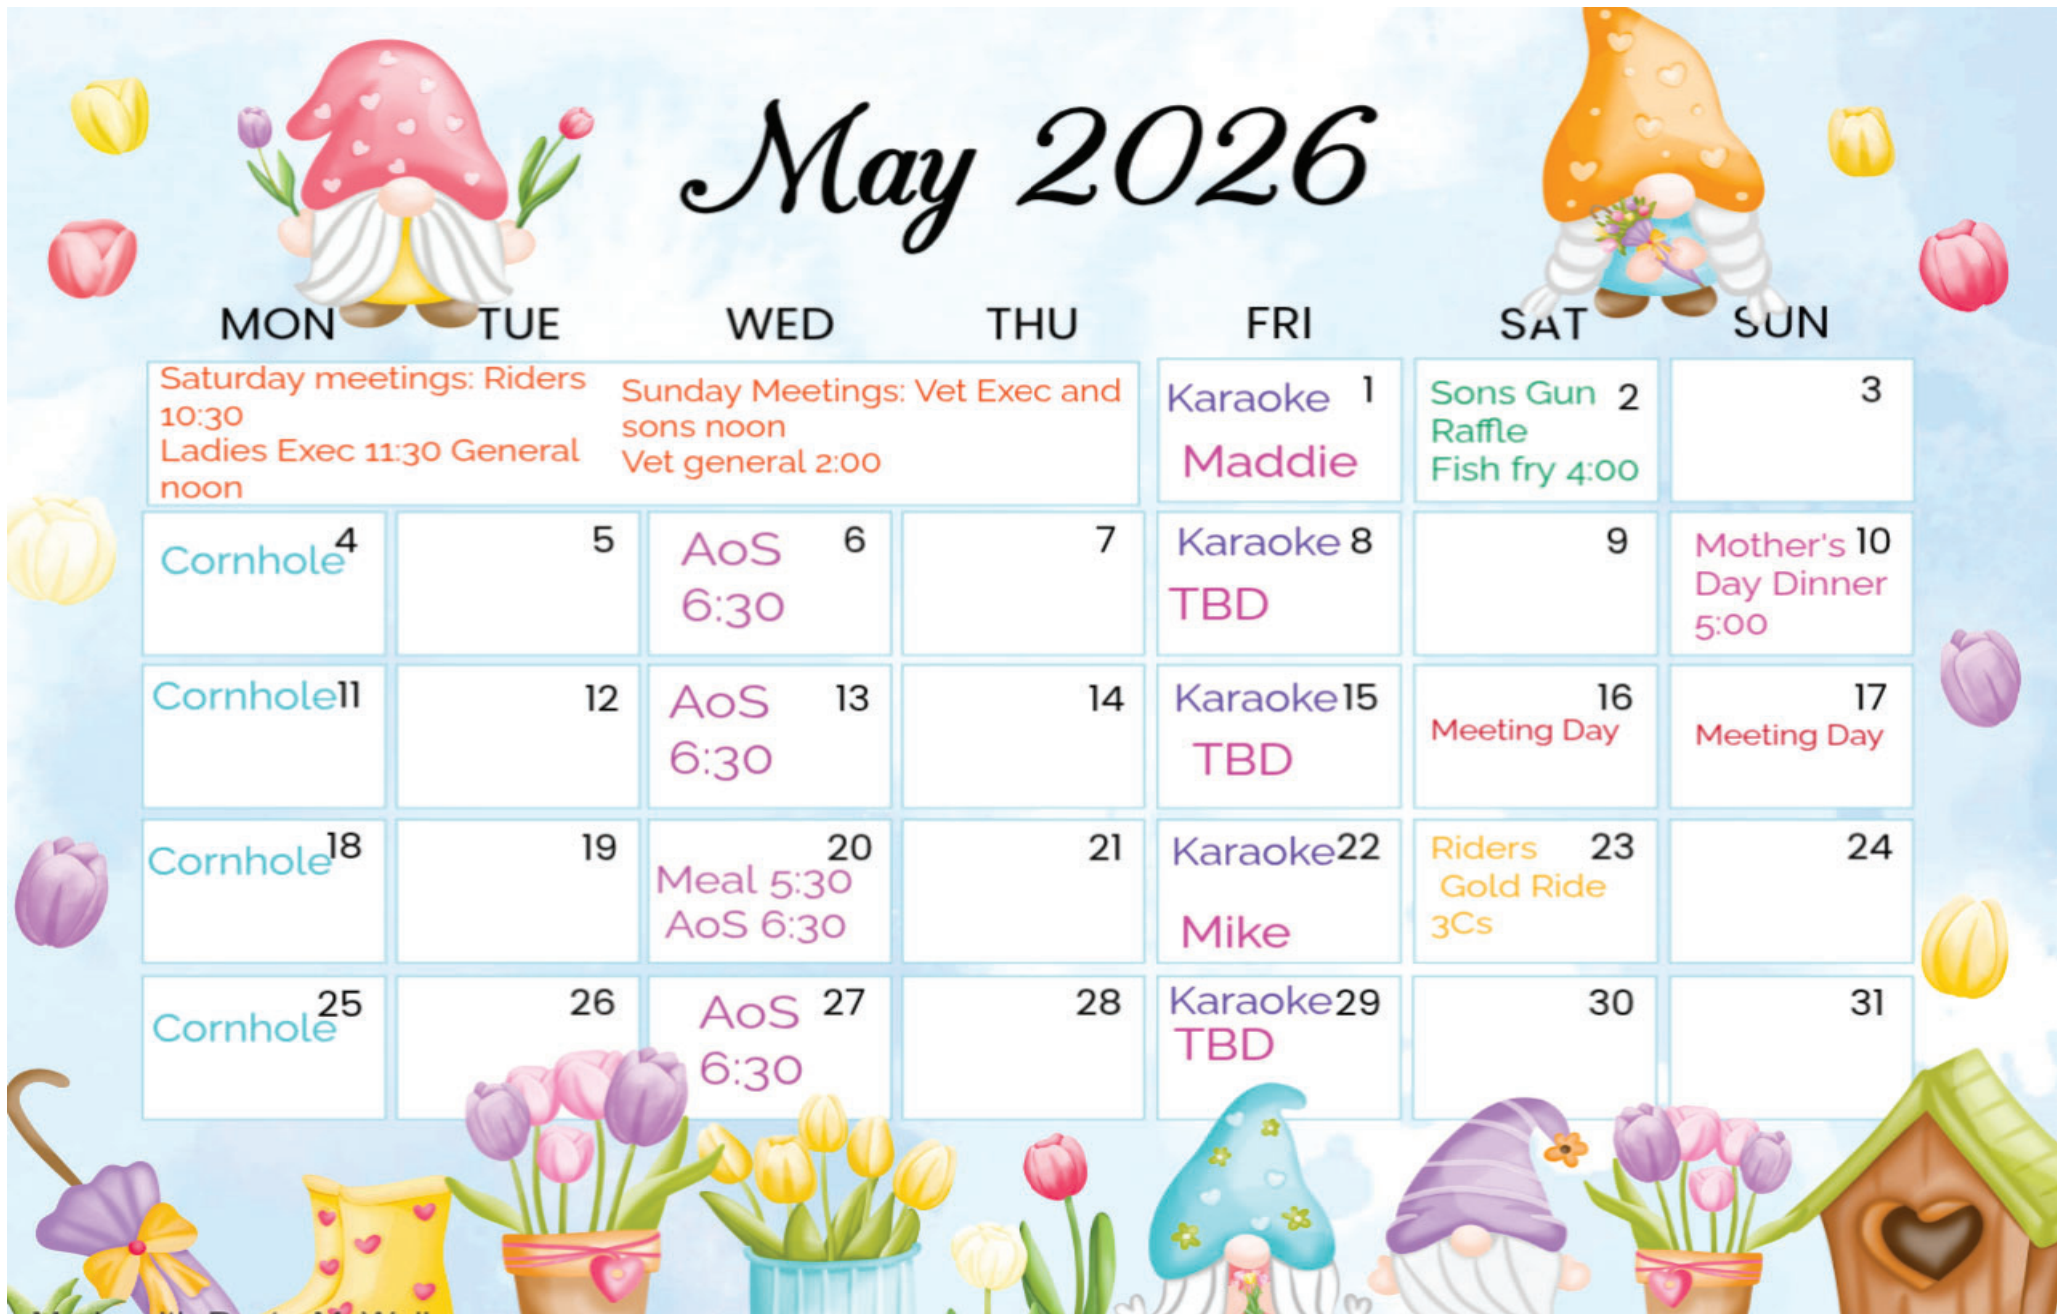 May 2026
MON TUE WED THU FRI SAT SUN
Saturday meetings: Riders
10:30
Ladies Exec 11:30 General
noon
Sunday Meetings: Vet Exec and
sons noon
Vet general 2:00
Karaoke 1
Maddie
Sons Gun 2
Raffle
Fish fry 4:00
3
Cornhole 4
5
AoS 6
6:30
7
Karaoke 8
TBD
9
Mother's 10
Day Dinner
5:00
Cornhole 11
12
AoS 13
6:30
14
Karaoke 15
TBD
16
Meeting Day
17
Meeting Day
Cornhole 18
19
20
Meal 5:30
AoS 6:30
21
Karaoke 22
Mike
Riders 23
Gold Ride
3Cs
24
Cornhole 25
26
AoS 27
6:30
28
Karaoke 29
TBD
30
31